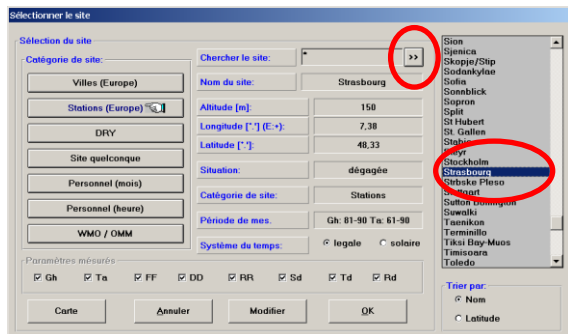 Sélectionner le site
Sélection du site
Catégorie de site:
Villes (Europe)
Stations (Europe)
DRY
Site quelconque
Personnel (mois)
Personnel (heure)
WMO / OMM
Chercher le site: * >>
Nom du site: Strasbourg
Altitude [m]: 150
Longitude [°.°] (E:+): 7,38
Latitude [°.°]: 48,33
Situation: dégagée
Catégorie de site: Stations
Période de mes. Gh: 81-90 Ta: 61-90
Système du temps: legale solaire
Paramètres mésurés
Gh Ta FF DD RR Sd Td Rd
Carte Annuler Modifier OK
Sion
Sjenica
Skopje/Stip
Sodankylae
Sofia
Sonnblick
Sopron
Split
St Hubert
St. Gallen
Steyr
Stockholm
Strasbourg
Strbske Pleso
Stuttgart
Sutton Bonington
Suwalki
Taenikon
Terminillo
Tiksi Bay-Muos
Timisoara
Toledo
Trier par:
Nom
Latitude